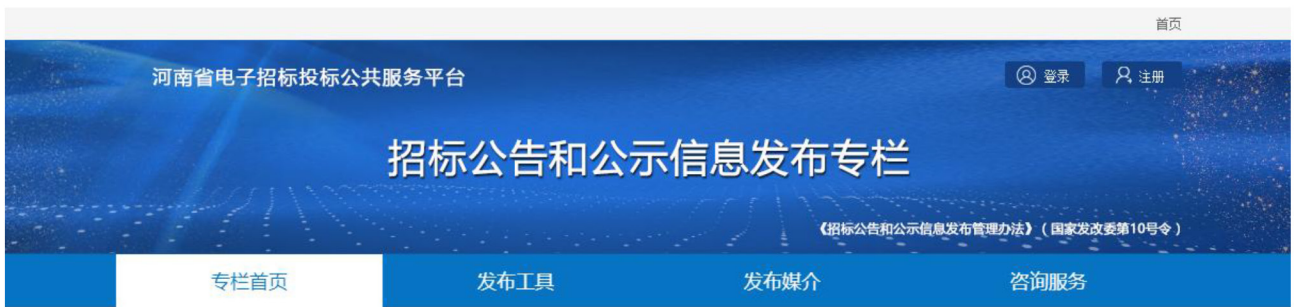 首页
河南省电子招标投标公共服务平台
登录 注册
招标公告和公示信息发布专栏
《招标公告和公示信息发布管理办法》（国家发改委第10号令）
专栏首页 发布工具 发布媒介 咨询服务